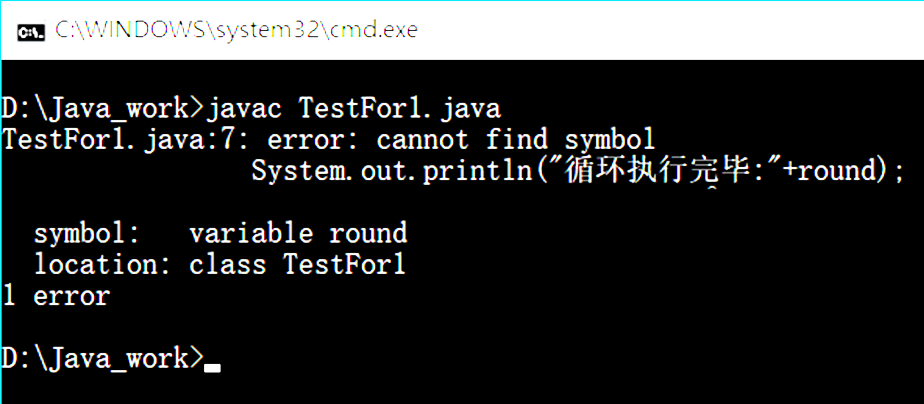 C:\WINDOWS\system32\cmd.exe
D:\Java_work>javac TestFor1.java
TestFor1.java:7: error: cannot find symbol
System.out.println("循环执行完毕:"+round);
^
symbol:   variable round
location: class TestFor1
1 error
D:\Java_work>